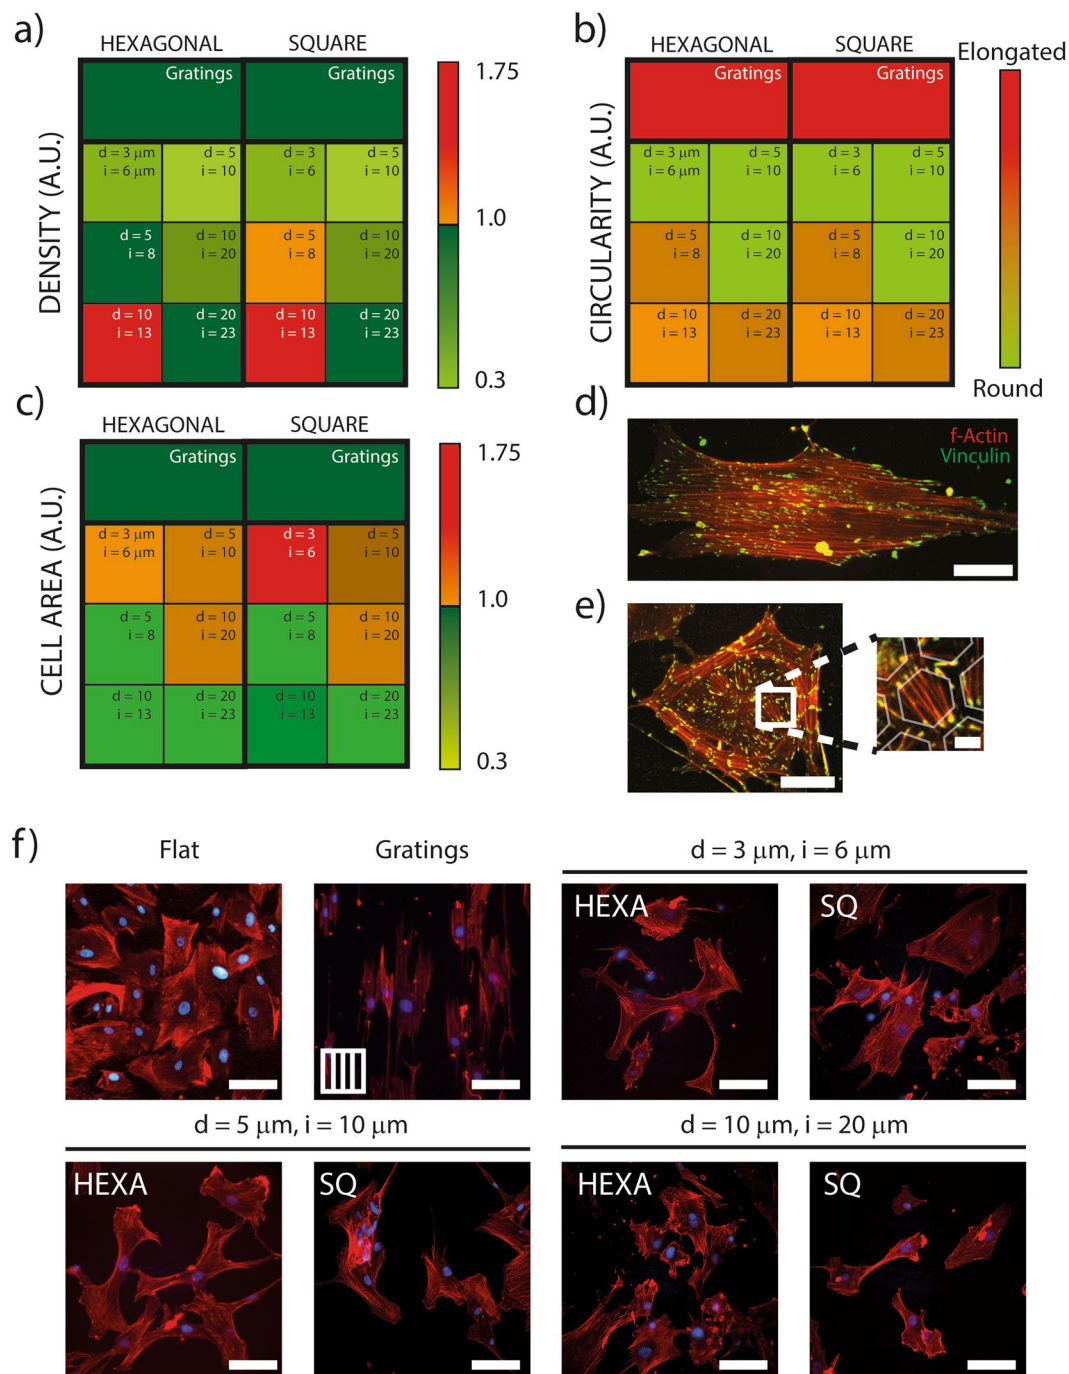 a)
HEXAGONAL SQUARE
Gratings Gratings
d = 3 μm d = 5 d = 3 d = 5
i = 6 μm i = 10 i = 6 i = 10
d = 5 d = 10 d = 5 d = 10
i = 8 i = 20 i = 8 i = 20
d = 10 d = 20 d = 10 d = 20
i = 13 i = 23 i = 13 i = 23
DENSITY (A.U.)
1.75
1.0
0.3
b)
HEXAGONAL SQUARE
Gratings Gratings
d = 3 μm d = 5 d = 3 d = 5
i = 6 μm i = 10 i = 6 i = 10
d = 5 d = 10 d = 5 d = 10
i = 8 i = 20 i = 8 i = 20
d = 10 d = 20 d = 10 d = 20
i = 13 i = 23 i = 13 i = 23
CIRCULARITY (A.U.)
Elongated
Round
c)
HEXAGONAL SQUARE
Gratings Gratings
d = 3 μm d = 5 d = 3 d = 5
i = 6 μm i = 10 i = 6 i = 10
d = 5 d = 10 d = 5 d = 10
i = 8 i = 20 i = 8 i = 20
d = 10 d = 20 d = 10 d = 20
i = 13 i = 23 i = 13 i = 23
CELL AREA (A.U.)
1.75
1.0
0.3
d)
f-Actin
Vinculin
e)
f)
Flat
Gratings
d = 3 μm, i = 6 μm
HEXA
SQ
d = 5 μm, i = 10 μm
d = 10 μm, i = 20 μm
HEXA
SQ
HEXA
SQ